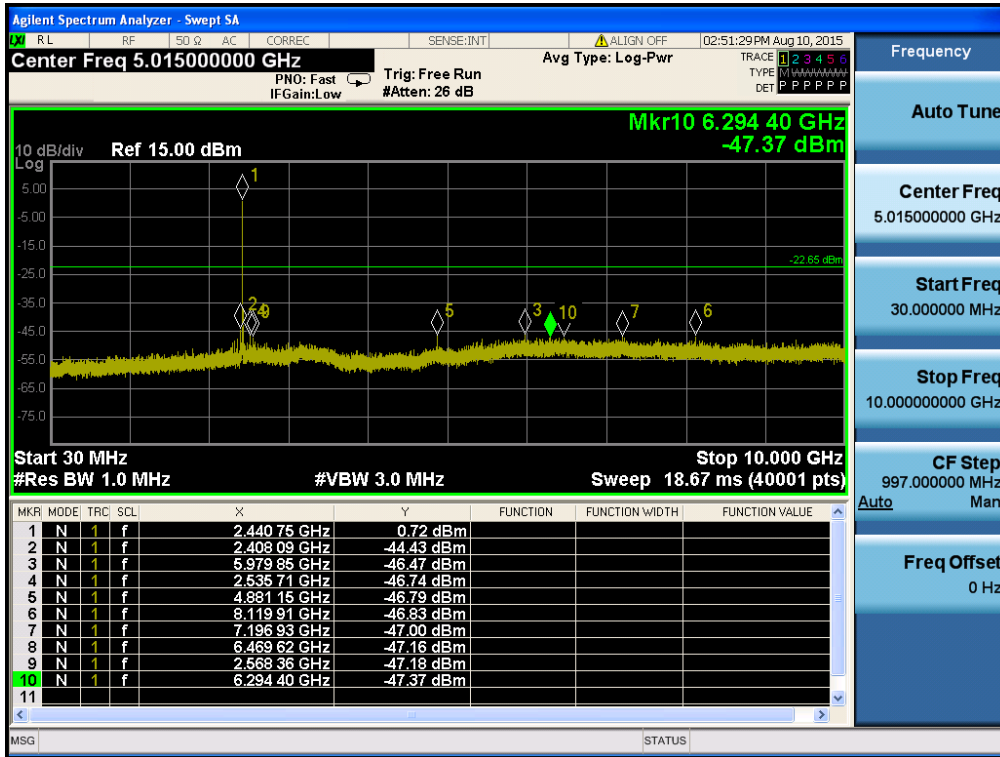 Agilent Spectrum Analyzer - Swept SA
LXI RL RF 50 Ω AC CORREC SENSE:INT ALIGN OFF 02:51:29 PM Aug 10, 2015
Center Freq 5.015000000 GHz
PNO: Fast
IFGain:Low
Trig: Free Run
#Atten: 26 dB
Avg Type: Log-Pwr
TRACE 1 2 3 4 5 6
TYPE M
DET P P P P P P
Mkr10 6.294 40 GHz
-47.37 dBm
10 dB/div Ref 15.00 dBm
Log
5.00
-5.00
-15.0
-25.0
-35.0
-45.0
-55.0
-65.0
-75.0
-22.65 dBm
1
2 4 9 5 3 10 7 6
Start 30 MHz Stop 10.000 GHz
#Res BW 1.0 MHz #VBW 3.0 MHz Sweep 18.67 ms (40001 pts)
MKR MODE TRC SCL X Y FUNCTION FUNCTION WIDTH FUNCTION VALUE
1 N 1 f 2.440 75 GHz 0.72 dBm
2 N 1 f 2.408 09 GHz -44.43 dBm
3 N 1 f 5.979 85 GHz -46.47 dBm
4 N 1 f 2.535 71 GHz -46.74 dBm
5 N 1 f 4.881 15 GHz -46.79 dBm
6 N 1 f 8.119 91 GHz -46.83 dBm
7 N 1 f 7.196 93 GHz -47.00 dBm
8 N 1 f 6.469 62 GHz -47.16 dBm
9 N 1 f 2.568 36 GHz -47.18 dBm
10 N 1 f 6.294 40 GHz -47.37 dBm
11
MSG STATUS
Frequency
Auto Tune
Center Freq
5.015000000 GHz
Start Freq
30.000000 MHz
Stop Freq
10.000000000 GHz
CF Step
997.000000 MHz
Auto Man
Freq Offset
0 Hz